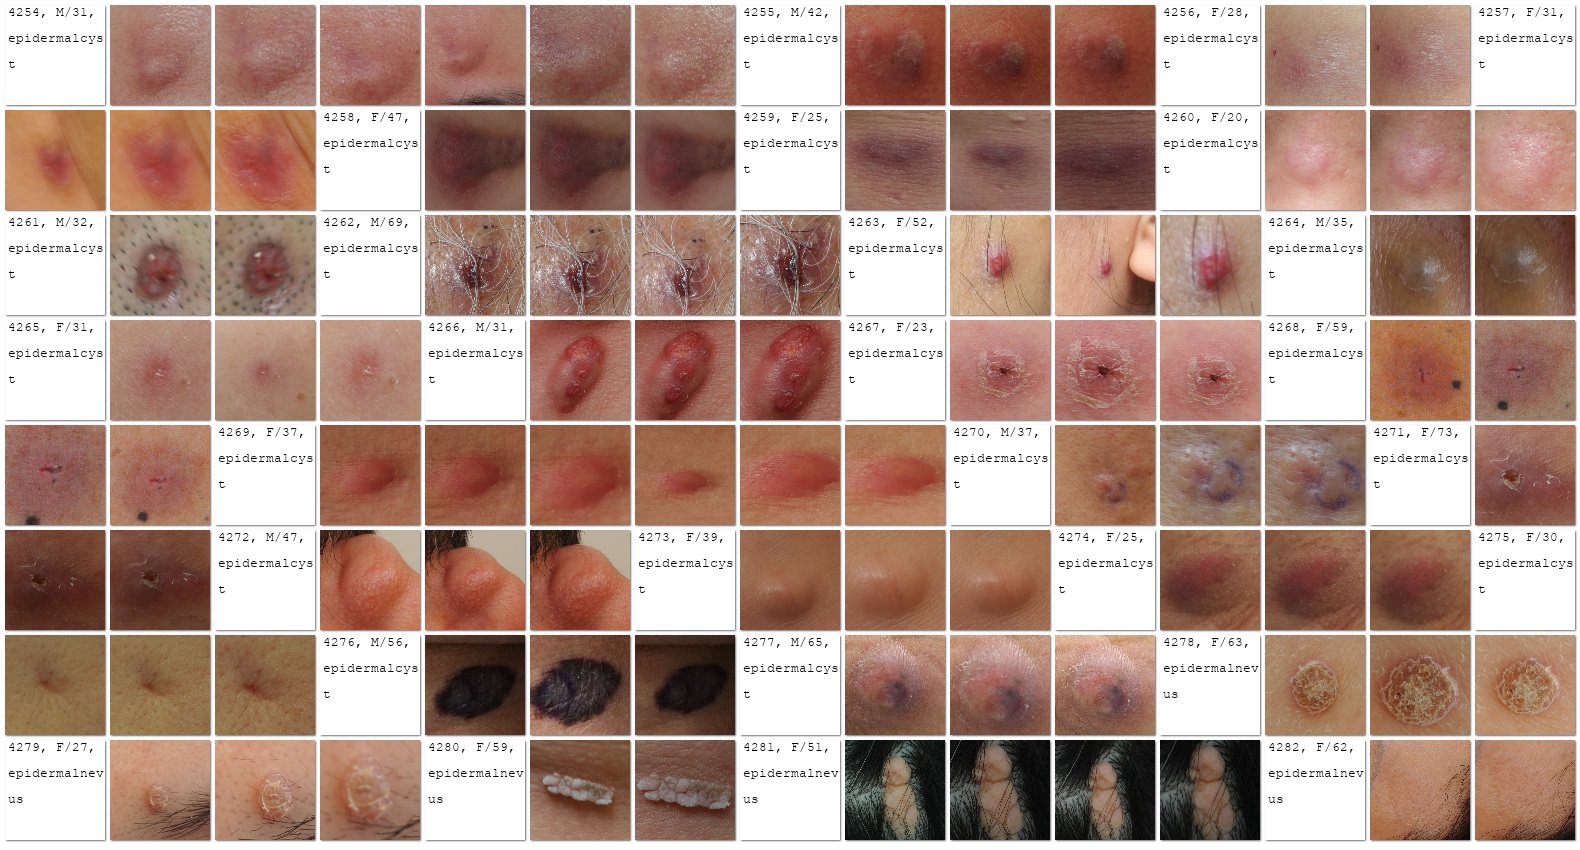 4254, M/31,
epidermalcys
t
4255, M/42,
epidermalcys
t
4256, F/28,
epidermalcys
t
4257, F/31,
epidermalcys
t
4258, F/47,
epidermalcys
t
4259, F/25,
epidermalcys
t
4260, F/20,
epidermalcys
t
4261, M/32,
epidermalcys
t
4262, M/69,
epidermalcys
t
4263, F/52,
epidermalcys
t
4264, M/35,
epidermalcys
t
4265, F/31,
epidermalcys
t
4266, M/31,
epidermalcys
t
4267, F/23,
epidermalcys
t
4268, F/59,
epidermalcys
t
4269, F/37,
epidermalcys
t
4270, M/37,
epidermalcys
t
4271, F/73,
epidermalcys
t
4272, M/47,
epidermalcys
t
4273, F/39,
epidermalcys
t
4274, F/25,
epidermalcys
t
4275, F/30,
epidermalcys
t
4276, M/56,
epidermalcys
t
4277, M/65,
epidermalcys
t
4278, F/63,
epidermalnev
us
4279, F/27,
epidermalnev
us
4280, F/59,
epidermalnev
us
4281, F/51,
epidermalnev
us
4282, F/62,
epidermalnev
us